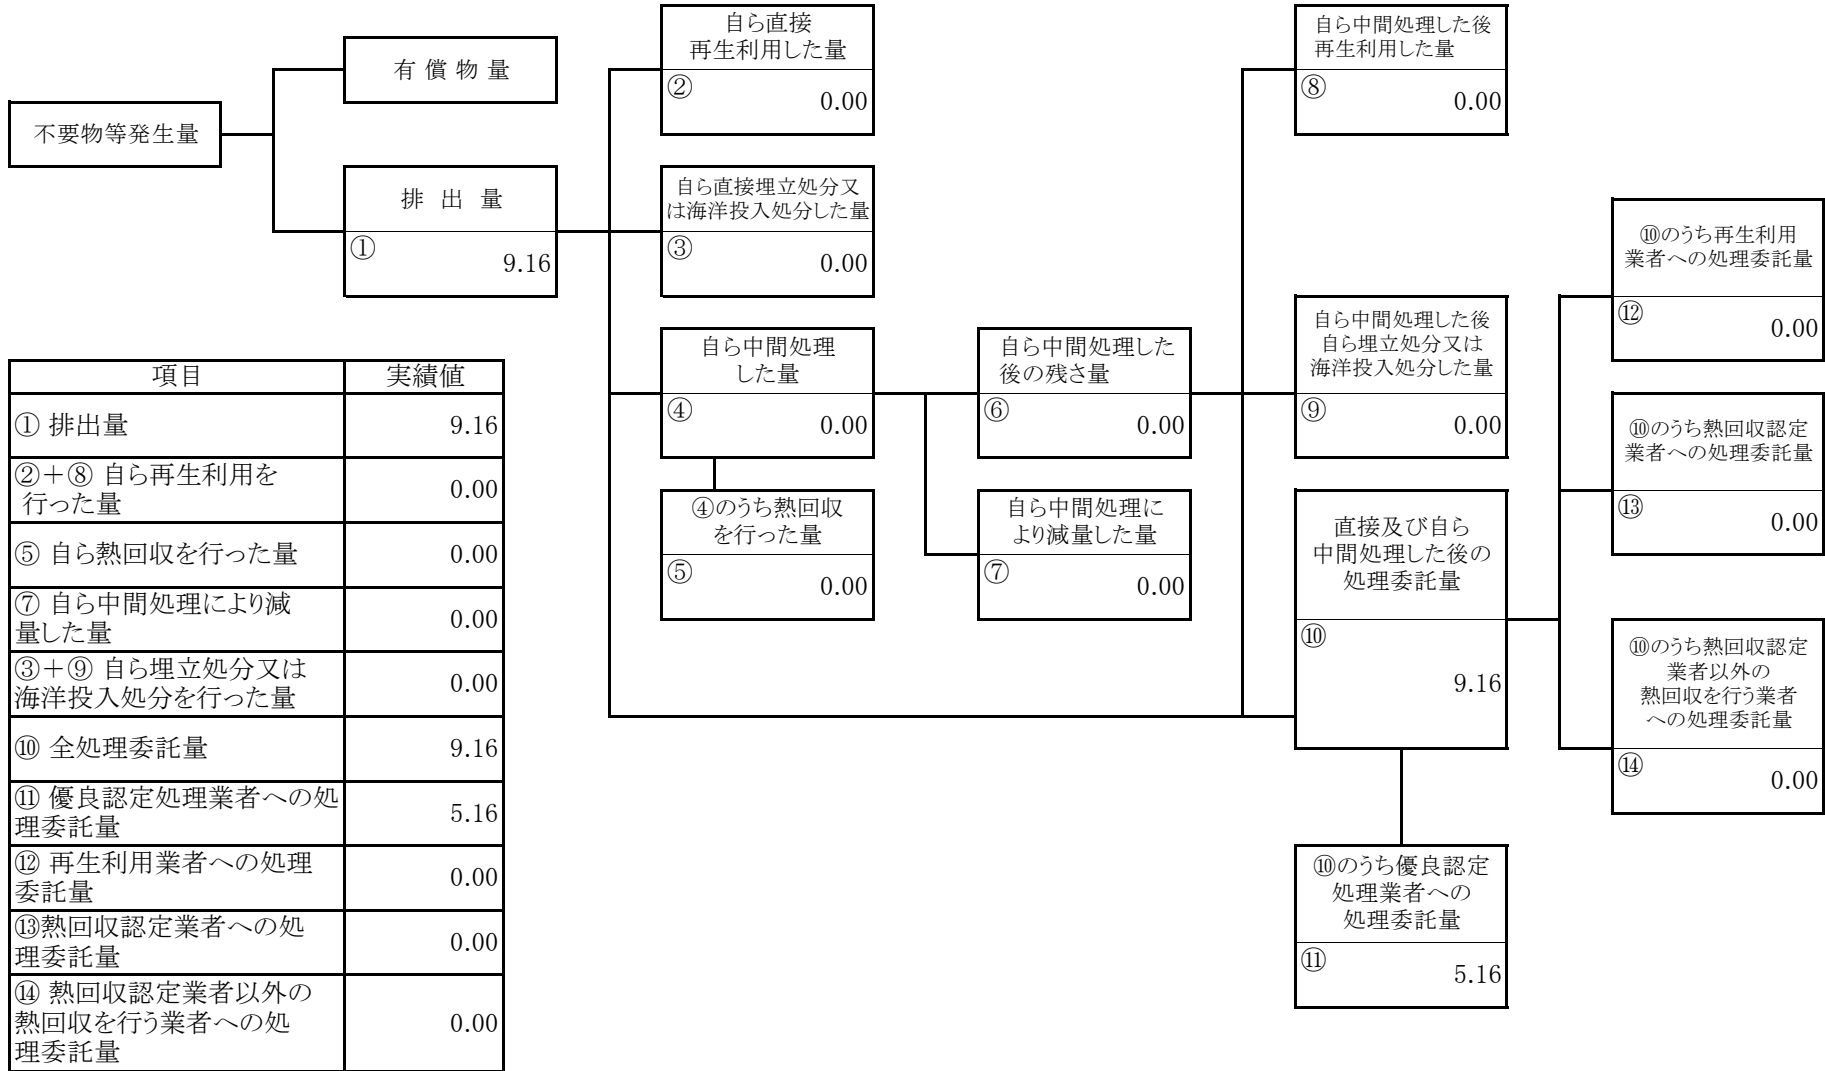 不要物等発生量
有 償 物 量
排 出 量
①
9.16
自ら直接
再生利用した量
②
0.00
自ら直接埋立処分又
は海洋投入処分した量
③
0.00
自ら中間処理
した量
④
0.00
④のうち熱回収
を行った量
⑤
0.00
自ら中間処理した
後の残さ量
⑥
0.00
自ら中間処理に
より減量した量
⑦
0.00
自ら中間処理した後
再生利用した量
⑧
0.00
自ら中間処理した後
自ら埋立処分又は
海洋投入処分した量
⑨
0.00
直接及び自ら
中間処理した後の
処理委託量
⑩
9.16
⑩のうち優良認定
処理業者への
処理委託量
⑪
5.16
⑩のうち再生利用
業者への処理委託量
⑫
0.00
⑩のうち熱回収認定
業者への処理委託量
⑬
0.00
⑩のうち熱回収認定
業者以外の
熱回収を行う業者
への処理委託量
⑭
0.00
項目 実績値
① 排出量 9.16
②+⑧ 自ら再生利用を
行った量 0.00
⑤ 自ら熱回収を行った量 0.00
⑦ 自ら中間処理により減
量した量 0.00
③+⑨ 自ら埋立処分又は
海洋投入処分を行った量 0.00
⑩ 全処理委託量 9.16
⑪ 優良認定処理業者への処
理委託量 5.16
⑫ 再生利用業者への処理
委託量 0.00
⑬熱回収認定業者への処
理委託量 0.00
⑭ 熱回収認定業者以外の
熱回収を行う業者への処
理委託量 0.00